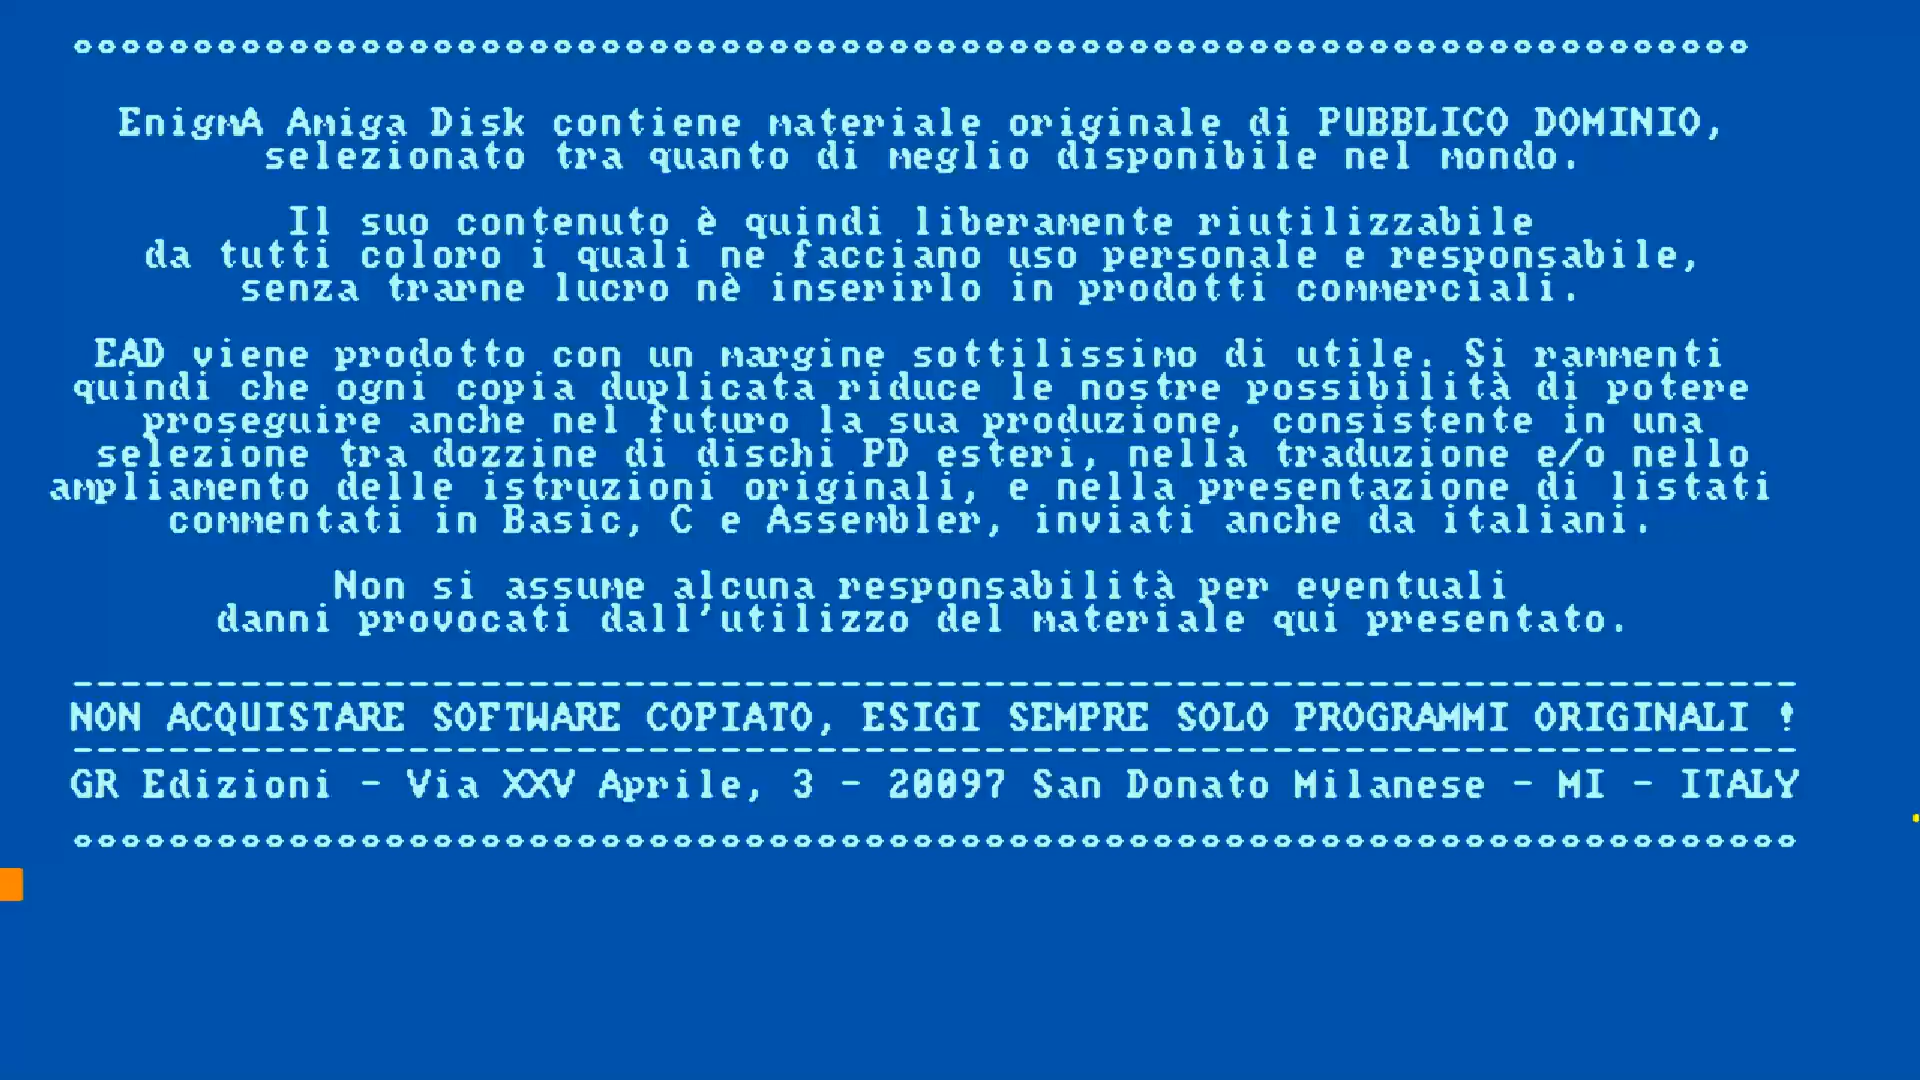 oooooooooooooooooooooooooooooooooooooooooooooooooooooooooooooooooooooooo
EnigmA Amiga Disk contiene materiale originale di PUBBLICO DOMINIO,
selezionato tra quanto di meglio disponibile nel mondo.
Il suo contenuto è quindi liberamente riutilizzabile
da tutti coloro i quali ne facciano uso personale e responsabile,
senza trarne lucro nè inserirlo in prodotti commerciali.
EAD viene prodotto con un margine sottilissimo di utile. Si rammenti
quindi che ogni copia duplicata riduce le nostre possibilità di potere
proseguire anche nel futuro la sua produzione, consistente in una
selezione tra dozzine di dischi PD esteri, nella traduzione e/o nello
ampliamento delle istruzioni originali, e nella presentazione di listati
commentati in Basic, C e Assembler, inviati anche da italiani.
Non si assume alcuna responsabilità per eventuali
danni provocati dall'utilizzo del materiale qui presentato.
------------------------------------------------------------------------
NON ACQUISTARE SOFTWARE COPIATO, ESIGI SEMPRE SOLO PROGRAMMI ORIGINALI !
------------------------------------------------------------------------
GR Edizioni - Via XXV Aprile, 3 - 20097 San Donato Milanese - MI - ITALY
oooooooooooooooooooooooooooooooooooooooooooooooooooooooooooooooooooooooo